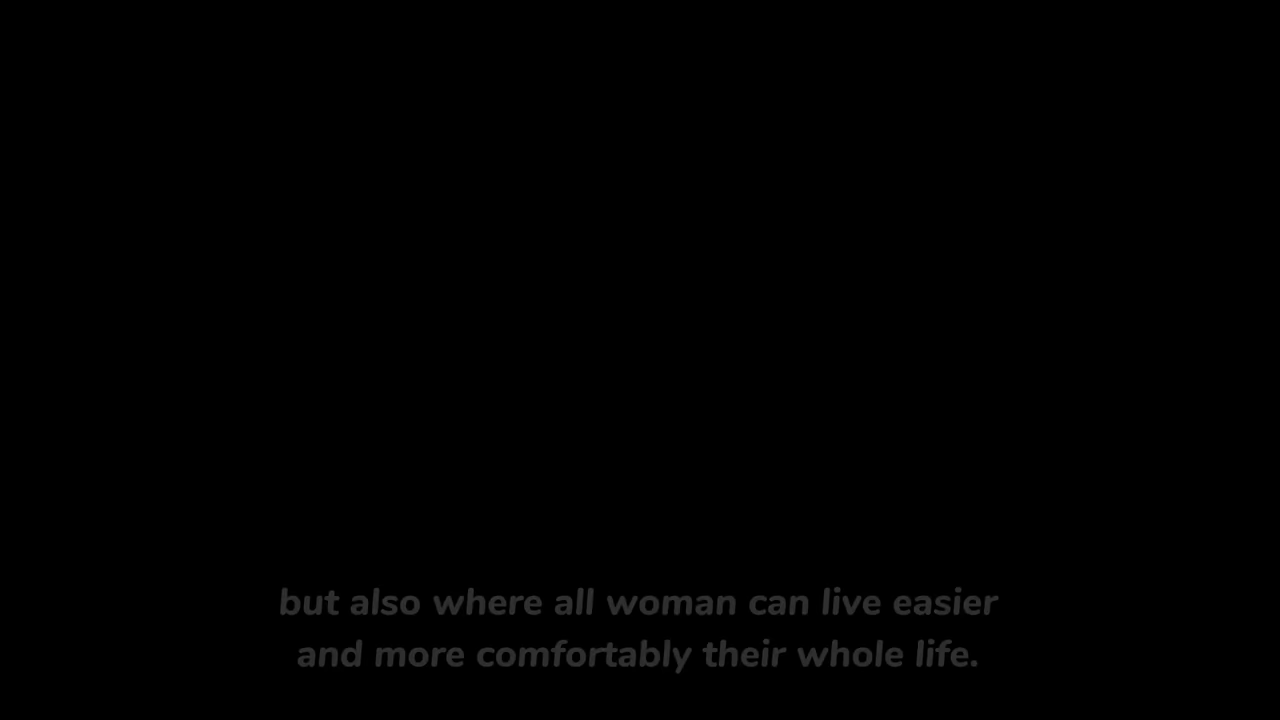 but also where all woman can live easier
and more comfortably their whole life.